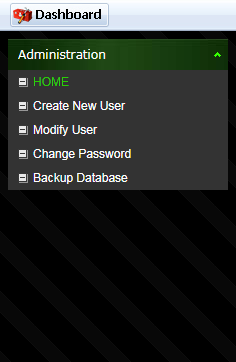 Dashboard
Administration
HOME
Create New User
Modify User
Change Password
Backup Database